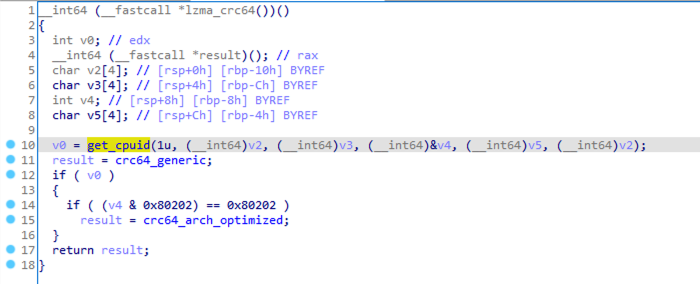 1 __int64 (__fastcall *lzma_crc64())()
2 {
3 int v0; // edx
4 __int64 (__fastcall *result)(); // rax
5 char v2[4]; // [rsp+0h] [rbp-10h] BYREF
6 char v3[4]; // [rsp+4h] [rbp-Ch] BYREF
7 int v4; // [rsp+8h] [rbp-8h] BYREF
8 char v5[4]; // [rsp+Ch] [rbp-4h] BYREF
9
10 v0 = get_cpuid(1u, (__int64)v2, (__int64)v3, (__int64)&v4, (__int64)v5, (__int64)v2);
11 result = crc64_generic;
12 if ( v0 )
13 {
14 if ( (v4 & 0x80202) == 0x80202 )
15 result = crc64_arch_optimized;
16 }
17 return result;
18 }